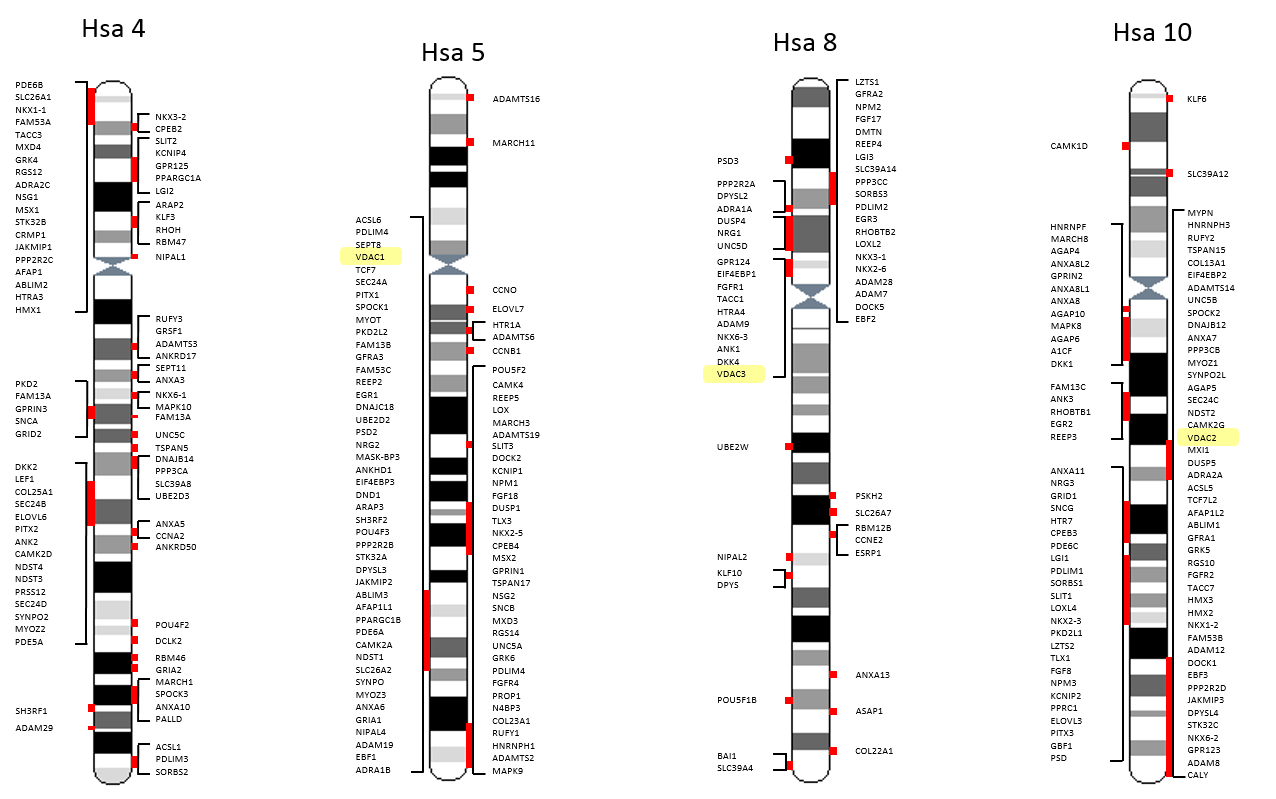 Hsa 4
PDE6B
SLC26A1
NKX1-1
FAM53A
TACC3
MXD4
GRK4
RGS12
ADRA2C
NSG1
MSX1
STK32B
CRMP1
JAKMIP1
PPP2R2C
AFAP1
ABLIM2
HTRA3
HMX1
PKD2
FAM13A
GPRIN3
SNCA
GRID2
DKK2
LEF1
COL25A1
SEC24B
ELOVL6
PITX2
ANK2
CAMK2D
NDST4
NDST3
PRSS12
SEC24D
SYNPO2
MYOZ2
PDE5A
SH3RF1
ADAM29
NKX3-2
CPEB2
SLIT2
KCNIP4
GPR125
PPARGC1A
LGI2
ARAP2
KLF3
RHOH
RBM47
NIPAL1
RUFY3
GRSF1
ADAMTS3
ANKRD17
SEPT11
ANXA3
NKX6-1
MAPK10
FAM13A
UNC5C
TSPAN5
DNAJB14
PPP3CA
SLC39A8
UBE2D3
ANXA5
CCNA2
ANKRD50
POU4F2
DCLK2
RBM46
GRIA2
MARCH1
SPOCK3
ANXA10
PALLD
ACSL1
PDLIM3
SORBS2
Hsa 5
ACSL6
PDLIM4
SEPT8
VDAC1
TCF7
SEC24A
PITX1
SPOCK1
MYOT
PKD2L2
FAM13B
GFRA3
FAM53C
REEP2
EGR1
DNAJC18
UBE2D2
PSD2
NRG2
MASK-BP3
ANKHD1
EIF4EBP3
DND1
ARAP3
SH3RF2
POU4F3
PPP2R2B
STK32A
DPYSL3
JAKMIP2
ABLIM3
AFAP1L1
PPARGC1B
PDE6A
CAMK2A
NDST1
SLC26A2
SYNPO
MYOZ3
ANXA6
GRIA1
NIPAL4
ADAM19
EBF1
ADRA1B
ADAMTS16
MARCH11
CCNO
ELOVL7
HTR1A
ADAMTS6
CCNB1
POU5F2
CAMK4
REEP5
LOX
MARCH3
ADAMTS19
SLIT3
DOCK2
KCNIP1
NPM1
FGF18
DUSP1
TLX3
NKX2-5
CPEB4
MSX2
GPRIN1
TSPAN17
NSG2
SNCB
MXD3
RGS14
UNC5A
GRK6
PDLIM4
FGFR4
PROP1
N4BP3
COL23A1
RUFY1
HNRNPH1
ADAMTS2
MAPK9
Hsa 8
PSD3
PPP2R2A
DPYSL2
ADRA1A
DUSP4
NRG1
UNC5D
GPR124
EIF4EBP1
FGFR1
TACC1
HTRA4
ADAM9
NKX6-3
ANK1
DKK4
VDAC3
UBE2W
NIPAL2
KLF10
DPYS
POU5F1B
BAI1
SLC39A4
LZTS1
GFRA2
NPM2
FGF17
DMTN
REEP4
LGI3
SLC39A14
PPP3CC
SORBS3
PDLIM2
EGR3
RHOBTB2
LOXL2
NKX3-1
NKX2-6
ADAM28
ADAM7
DOCK5
EBF2
PSKH2
SLC26A7
RBM12B
CCNE2
ESRP1
ANXA13
ASAP1
COL22A1
Hsa 10
CAMK1D
HNRNPF
MARCH8
AGAP4
ANXA8L2
GPRIN2
ANXA8L1
ANXA8
AGAP10
MAPK8
AGAP6
A1CF
DKK1
FAM13C
ANK3
RHOBTB1
EGR2
REEP3
ANXA11
NRG3
GRID1
SNCG
HTR7
CPEB3
PDE6C
LGI1
PDLIM1
SORBS1
SLIT1
LOXL4
NKX2-3
PKD2L1
LZTS2
TLX1
FGF8
NPM3
KCNIP2
PPRC1
ELOVL3
PITX3
GBF1
PSD
KLF6
SLC39A12
MYPN
HNRNPH3
RUFY2
TSPAN15
COL13A1
EIF4EBP2
ADAMTS14
UNC5B
SPOCK2
DNAJB12
ANXA7
PPP3CB
MYOZ1
SYNPO2L
AGAP5
SEC24C
NDST2
CAMK2G
VDAC2
MXI1
DUSP5
ADRA2A
ACSL5
TCF7L2
AFAP1L2
ABLIM1
GFRA1
GRK5
RGS10
FGFR2
TACC7
HMX3
HMX2
NKX1-2
FAM53B
ADAM12
DOCK1
EBF3
PPP2R2D
JAKMIP3
DPYSL4
STK32C
NKX6-2
GPR123
ADAM8
CALY